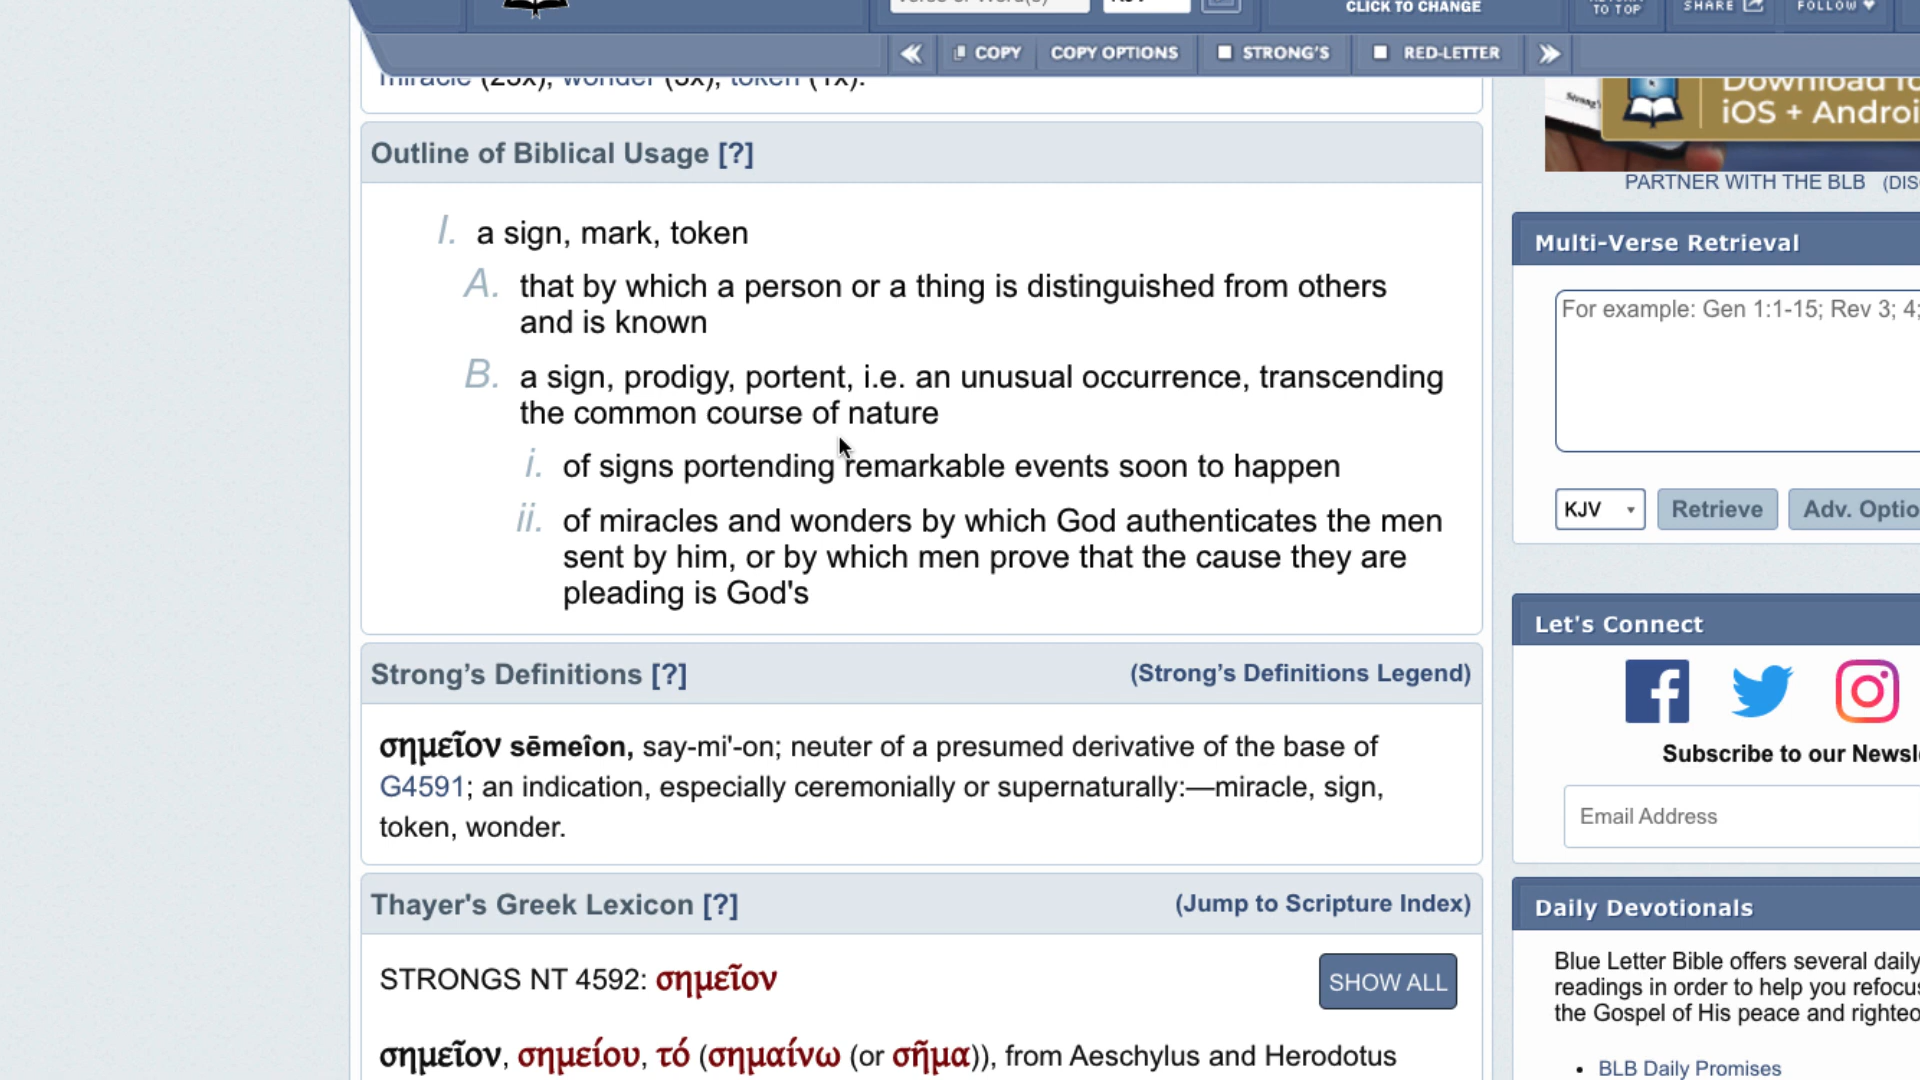 CLICK TO CHANGE
TO TOP
SHARE
FOLLOW
COPY
COPY OPTIONS
STRONG'S
RED-LETTER
miracle (23x), wonder (3x), token (1x).
Outline of Biblical Usage [?]
I. a sign, mark, token
A. that by which a person or a thing is distinguished from others
and is known
B. a sign, prodigy, portent, i.e. an unusual occurrence, transcending
the common course of nature
i. of signs portending remarkable events soon to happen
ii. of miracles and wonders by which God authenticates the men
sent by him, or by which men prove that the cause they are
pleading is God's
Strong’s Definitions [?]
(Strong’s Definitions Legend)
σημεῖον sēmeîon, say-mi'-on; neuter of a presumed derivative of the base of
G4591; an indication, especially ceremonially or supernaturally:—miracle, sign,
token, wonder.
Thayer's Greek Lexicon [?]
(Jump to Scripture Index)
STRONGS NT 4592: σημεῖον
SHOW ALL
σημεῖον, σημείου, τό (σημαίνω (or σῆμα)), from Aeschylus and Herodotus
Download fo
iOS + Androi
PARTNER WITH THE BLB (DIS
Multi-Verse Retrieval
For example: Gen 1:1-15; Rev 3; 4;
KJV
Retrieve
Adv. Optio
Let's Connect
Subscribe to our Newsl
Email Address
Daily Devotionals
Blue Letter Bible offers several daily
readings in order to help you refocus
the Gospel of His peace and righteo
• BLB Daily Promises